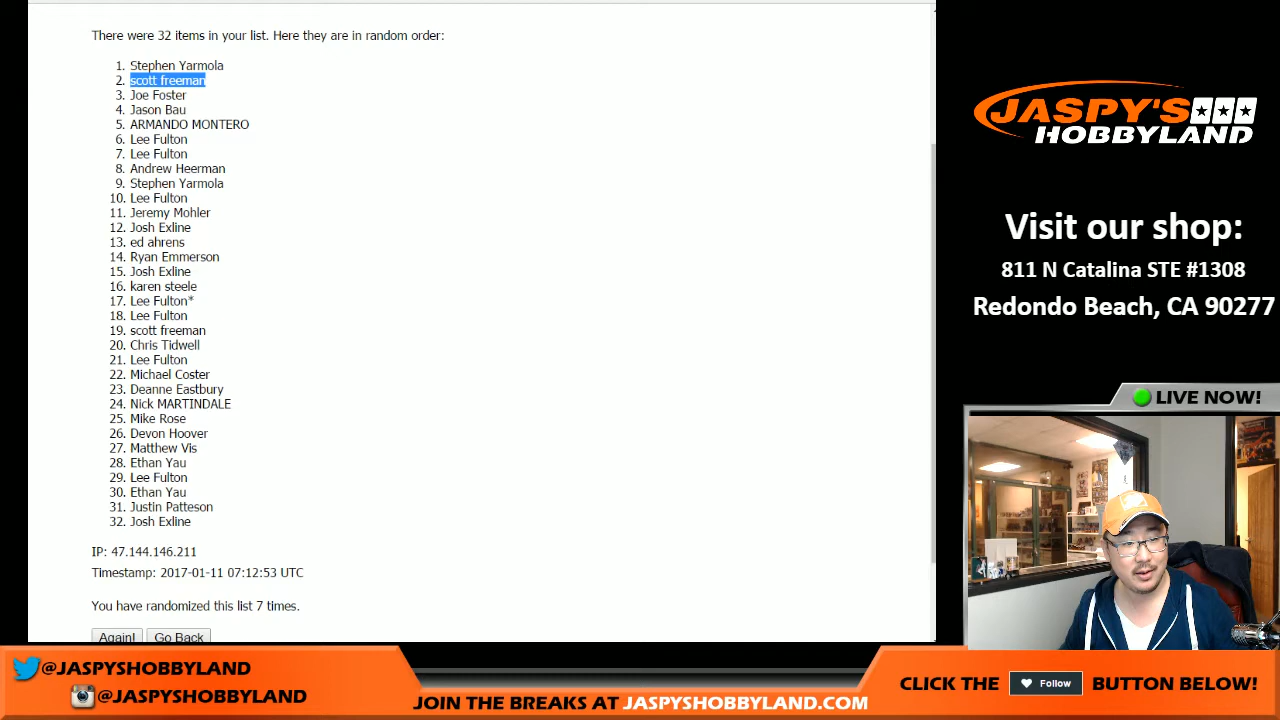 There were 32 items in your list. Here they are in random order:
1. Stephen Yarmola
2. scott freeman
3. Joe Foster
4. Jason Bau
5. ARMANDO MONTERO
6. Lee Fulton
7. Lee Fulton
8. Andrew Heerman
9. Stephen Yarmola
10. Lee Fulton
11. Jeremy Mohler
12. Josh Exline
13. ed ahrens
14. Ryan Emmerson
15. Josh Exline
16. karen steele
17. Lee Fulton*
18. Lee Fulton
19. scott freeman
20. Chris Tidwell
21. Lee Fulton
22. Michael Coster
23. Deanne Eastbury
24. Nick MARTINDALE
25. Mike Rose
26. Devon Hoover
27. Matthew Vis
28. Ethan Yau
29. Lee Fulton
30. Ethan Yau
31. Justin Patteson
32. Josh Exline
IP: 47.144.146.211
Timestamp: 2017-01-11 07:12:53 UTC
You have randomized this list 7 times.
Again! Go Back
JASPY'S
HOBBYLAND
Visit our shop:
811 N Catalina STE #1308
Redondo Beach, CA 90277
LIVE NOW!
@JASPYSHOBBYLAND
@JASPYSHOBBYLAND
JOIN THE BREAKS AT JASPYSHOBBYLAND.COM
CLICK THE Follow BUTTON BELOW!